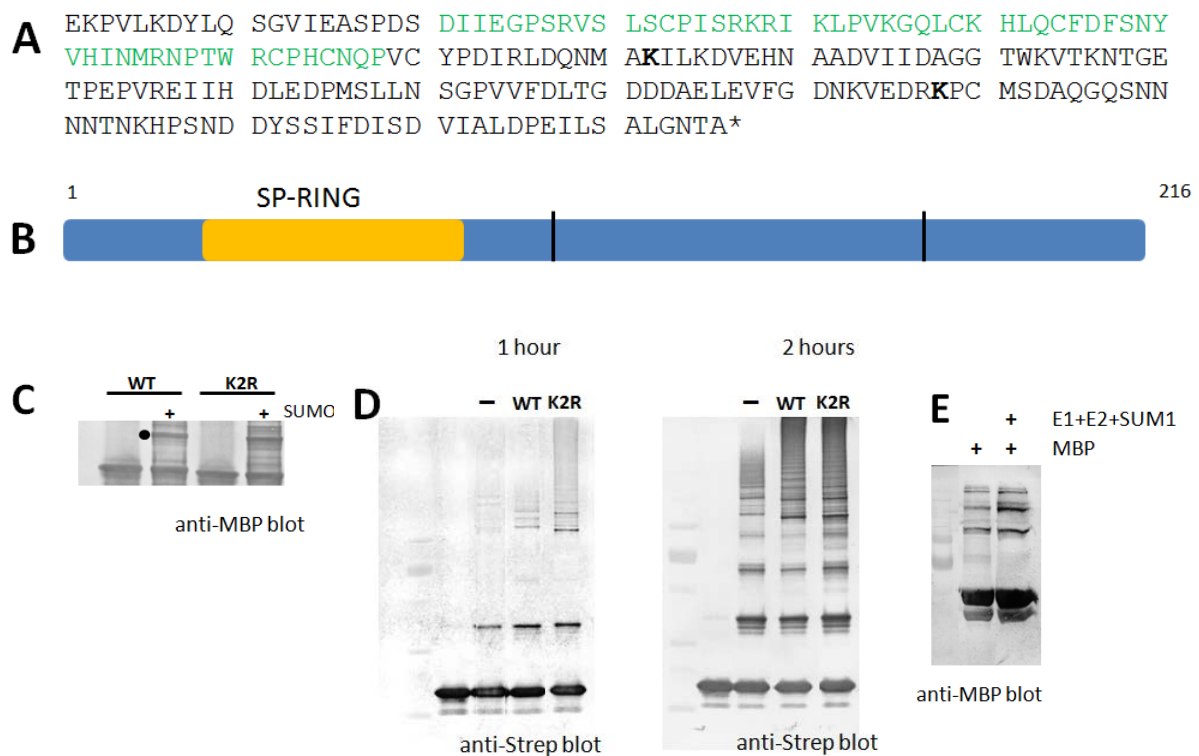 A
EKPVLKDYLQ SGVIEASPDS DIIEGPSRVS LSCPISRKRI KLPVKGQLCK HLQCFDFSNY
VHINMRNPTW RCPHCNQPVC YPDIRLDQNM AKILKDVEHN AADVIIDAGG TWKVTKNTGE
TPEPVREIIH DLEDPMSLLN SGPVVFDLTG DDDAELEVFG DNKVEDRKPC MSDAQGQSNN
NNTNKHPSND DYSSIFDISD VIALDPEILS ALGNTA*
1 SP-RING 216
B
1 hour 2 hours
C WT K2R
+ + SUMO
anti-MBP blot
D – WT K2R – WT K2R
anti-Strep blot anti-Strep blot
E + E1+E2+SUM1
+ + MBP
anti-MBP blot